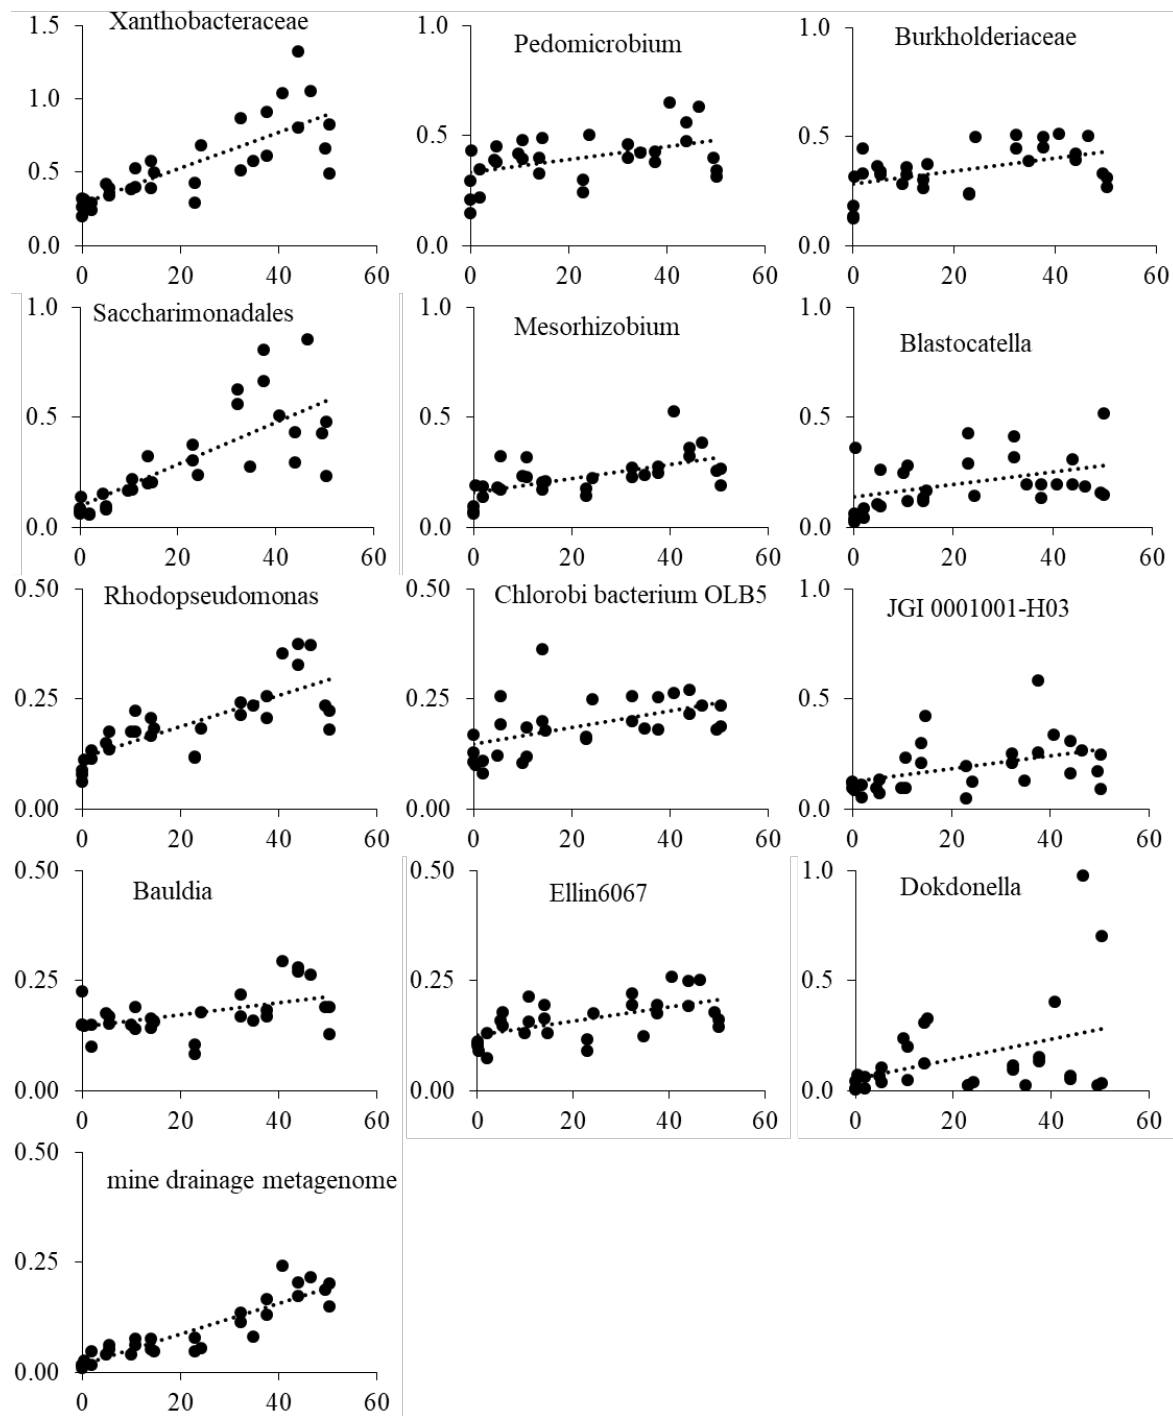 Xanthobacteraceae
1.5
1.0
0.5
0.0
0 20 40 60
Pedomicrobium
1.0
0.5
0.0
0 20 40 60
Burkholderiaceae
1.0
0.5
0.0
0 20 40 60
Saccharimonadales
1.0
0.5
0.0
0 20 40 60
Mesorhizobium
1.0
0.5
0.0
0 20 40 60
Blastocatella
1.0
0.5
0.0
0 20 40 60
Rhodopseudomonas
0.50
0.25
0.00
0 20 40 60
Chlorobi bacterium OLB5
0.50
0.25
0.00
0 20 40 60
JGI 0001001-H03
1.0
0.5
0.0
0 20 40 60
Bauldia
0.50
0.25
0.00
0 20 40 60
Ellin6067
0.50
0.25
0.00
0 20 40 60
Dokdonella
1.0
0.5
0.0
0 20 40 60
mine drainage metagenome
0.50
0.25
0.00
0 20 40 60